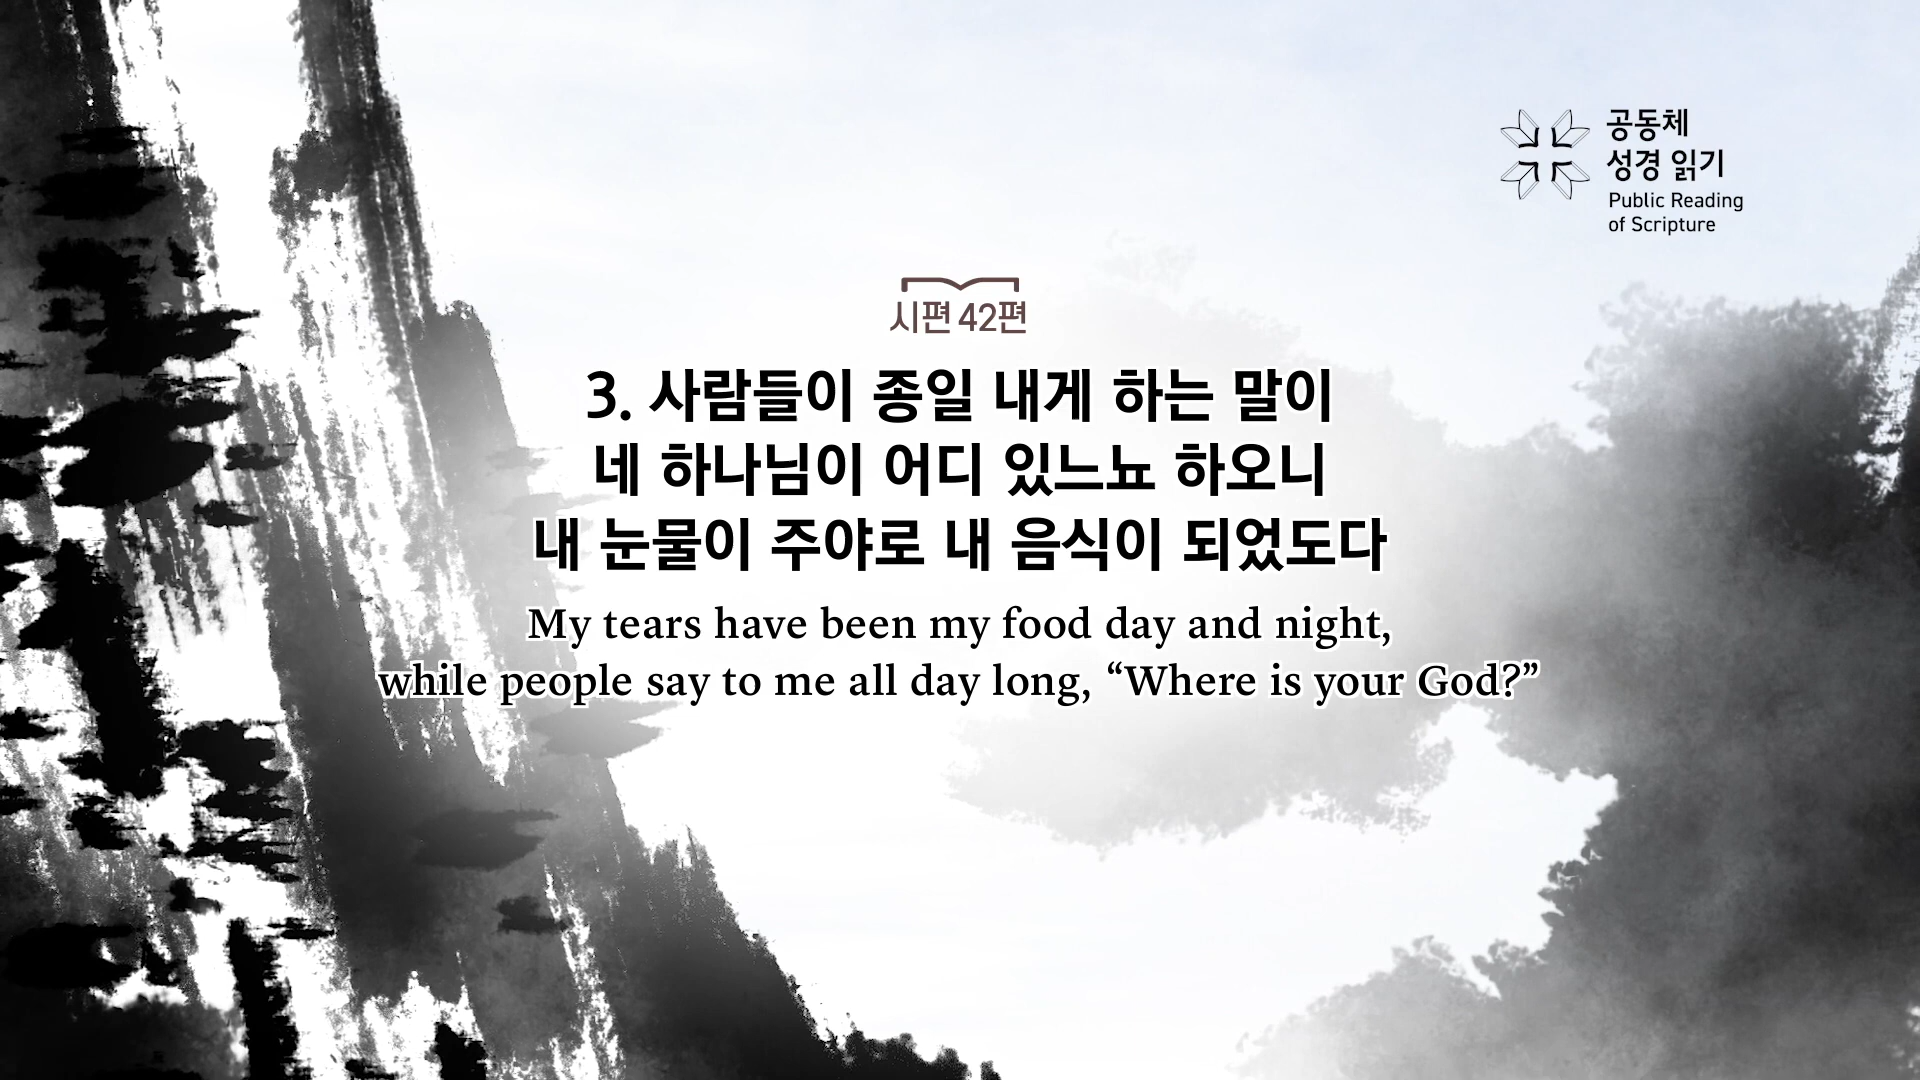 공동체
성경 읽기
Public Reading
of Scripture
시편 42편
3. 사람들이 종일 내게 하는 말이
네 하나님이 어디 있느뇨 하오니
내 눈물이 주야로 내 음식이 되었도다
My tears have been my food day and night,
while people say to me all day long, “Where is your God?”